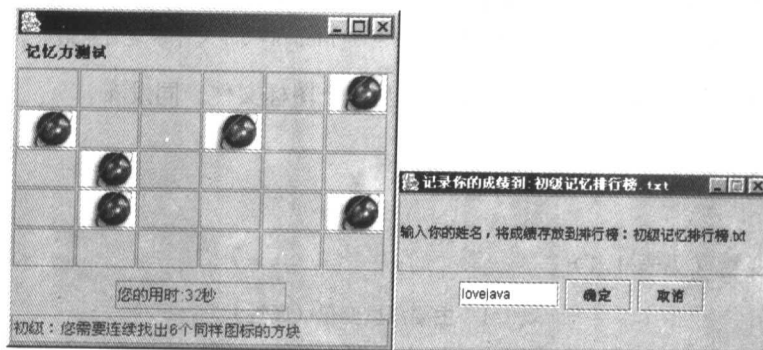 记忆力测试
您的用时:32秒
初级：您需要连续找出6个同样图标的方块
记录你的成绩到:初级记忆排行榜.txt
输入你的姓名，将成绩存放到排行榜：初级记忆排行榜.txt
lovejava
确定
取消